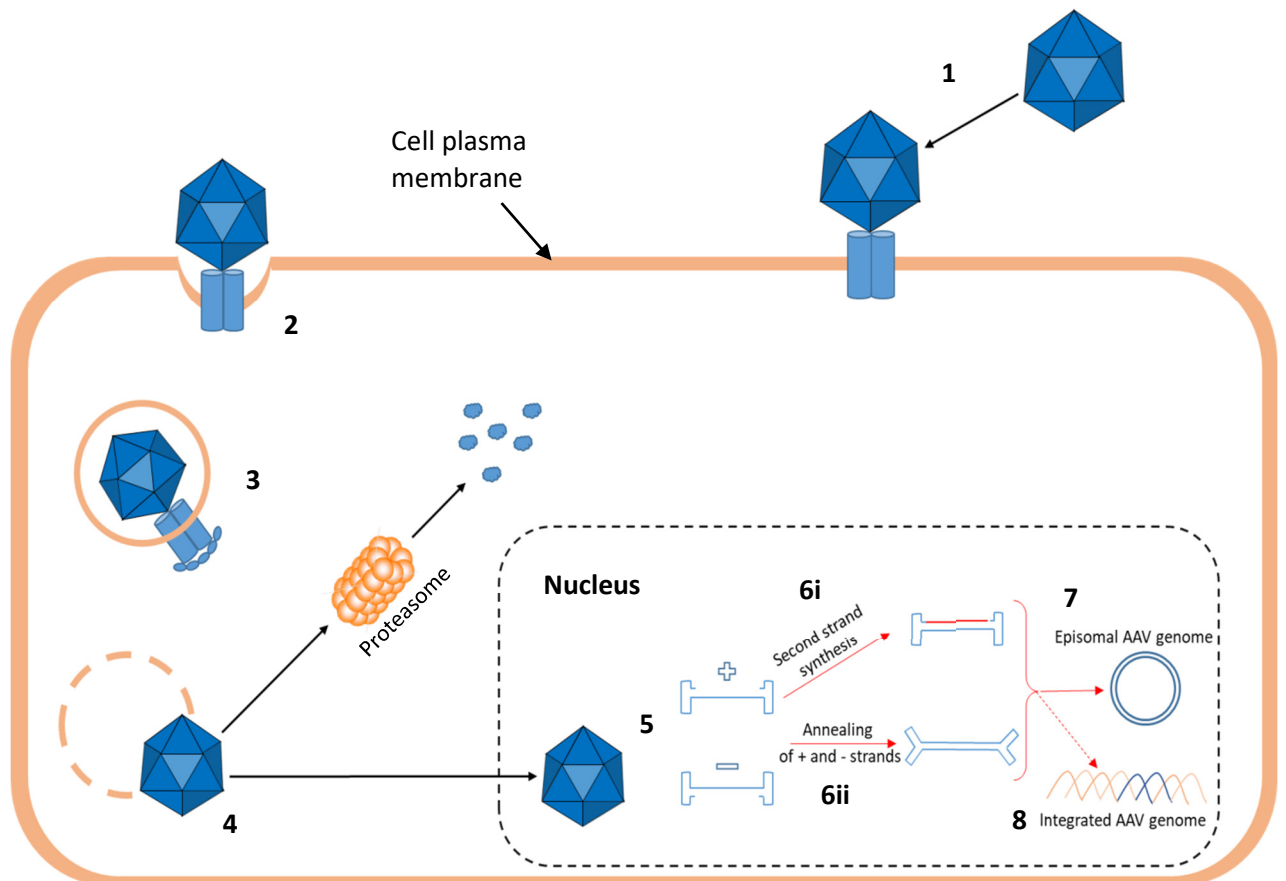 1
Cell plasma
membrane
2
3
Proteasome
4
Nucleus
5
6i
Second strand
synthesis
Annealing
of + and - strands
6ii
7
Episomal AAV genome
8
Integrated AAV genome